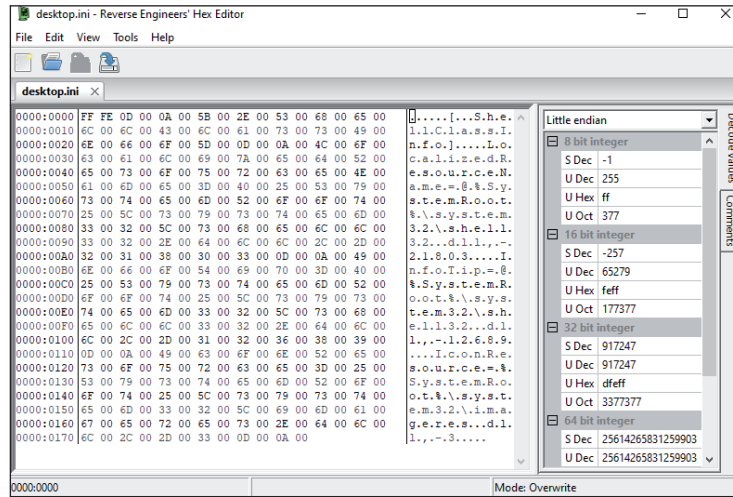 desktop.ini - Reverse Engineers' Hex Editor
File Edit View Tools Help
desktop.ini
0000:0000 FF FE 0D 00 0A 00 5B 00 2E 00 53 00 68 00 65 00 ......[...S.h.e.
0000:0010 6C 00 6C 00 43 00 6C 00 61 00 73 00 73 00 49 00 l.l.C.l.a.s.s.I.
0000:0020 6E 00 66 00 6F 00 5D 00 0D 00 0A 00 4C 00 6F 00 n.f.o.].....L.o.
0000:0030 63 00 61 00 6C 00 69 00 7A 00 65 00 64 00 52 00 c.a.l.i.z.e.d.R.
0000:0040 65 00 73 00 6F 00 75 00 72 00 63 00 65 00 4E 00 e.s.o.u.r.c.e.N.
0000:0050 61 00 6D 00 65 00 3D 00 40 00 25 00 53 00 79 00 a.m.e.=.@.%.S.y.
0000:0060 73 00 74 00 65 00 6D 00 52 00 6F 00 6F 00 74 00 s.t.e.m.R.o.o.t.
0000:0070 25 00 5C 00 73 00 79 00 73 00 74 00 65 00 6D 00 %.\.s.y.s.t.e.m.
0000:0080 33 00 32 00 5C 00 73 00 68 00 65 00 6C 00 6C 00 3.2.\.s.h.e.l.l.
0000:0090 33 00 32 00 2E 00 64 00 6C 00 6C 00 2C 00 2D 00 3.2...d.l.l.,.-.
0000:00A0 32 00 31 00 38 00 30 00 33 00 0D 00 0A 00 49 00 2.1.8.0.3.....I.
0000:00B0 6E 00 66 00 6F 00 54 00 69 00 70 00 3D 00 40 00 n.f.o.T.i.p.=.@.
0000:00C0 25 00 53 00 79 00 73 00 74 00 65 00 6D 00 52 00 %.S.y.s.t.e.m.R.
0000:00D0 6F 00 6F 00 74 00 25 00 5C 00 73 00 79 00 73 00 o.o.t.%.\.s.y.s.
0000:00E0 74 00 65 00 6D 00 33 00 32 00 5C 00 73 00 68 00 t.e.m.3.2.\.s.h.
0000:00F0 65 00 6C 00 6C 00 33 00 32 00 2E 00 64 00 6C 00 e.l.l.3.2...d.l.
0000:0100 6C 00 2C 00 2D 00 31 00 32 00 36 00 38 00 39 00 l.,.-.1.2.6.8.9.
0000:0110 0D 00 0A 00 49 00 63 00 6F 00 6E 00 52 00 65 00 ....I.c.o.n.R.e.
0000:0120 73 00 6F 00 75 00 72 00 63 00 65 00 3D 00 25 00 s.o.u.r.c.e.=.%.
0000:0130 53 00 79 00 73 00 74 00 65 00 6D 00 52 00 6F 00 S.y.s.t.e.m.R.o.
0000:0140 6F 00 74 00 25 00 5C 00 73 00 79 00 73 00 74 00 o.t.%.\.s.y.s.t.
0000:0150 65 00 6D 00 33 00 32 00 5C 00 69 00 6D 00 61 00 e.m.3.2.\.i.m.a.
0000:0160 67 00 65 00 72 00 65 00 73 00 2E 00 64 00 6C 00 g.e.r.e.s...d.l.
0000:0170 6C 00 2C 00 2D 00 33 00 0D 00 0A 00 l.,.-.3.....
Little endian
8 bit integer
S Dec -1
U Dec 255
U Hex ff
U Oct 377
16 bit integer
S Dec -257
U Dec 65279
U Hex feff
U Oct 177377
32 bit integer
S Dec 917247
U Dec 917247
U Hex dfeff
U Oct 3377377
64 bit integer
S Dec 25614265831259903
U Dec 25614265831259903
Decode values
Comments
0000:0000
Mode: Overwrite